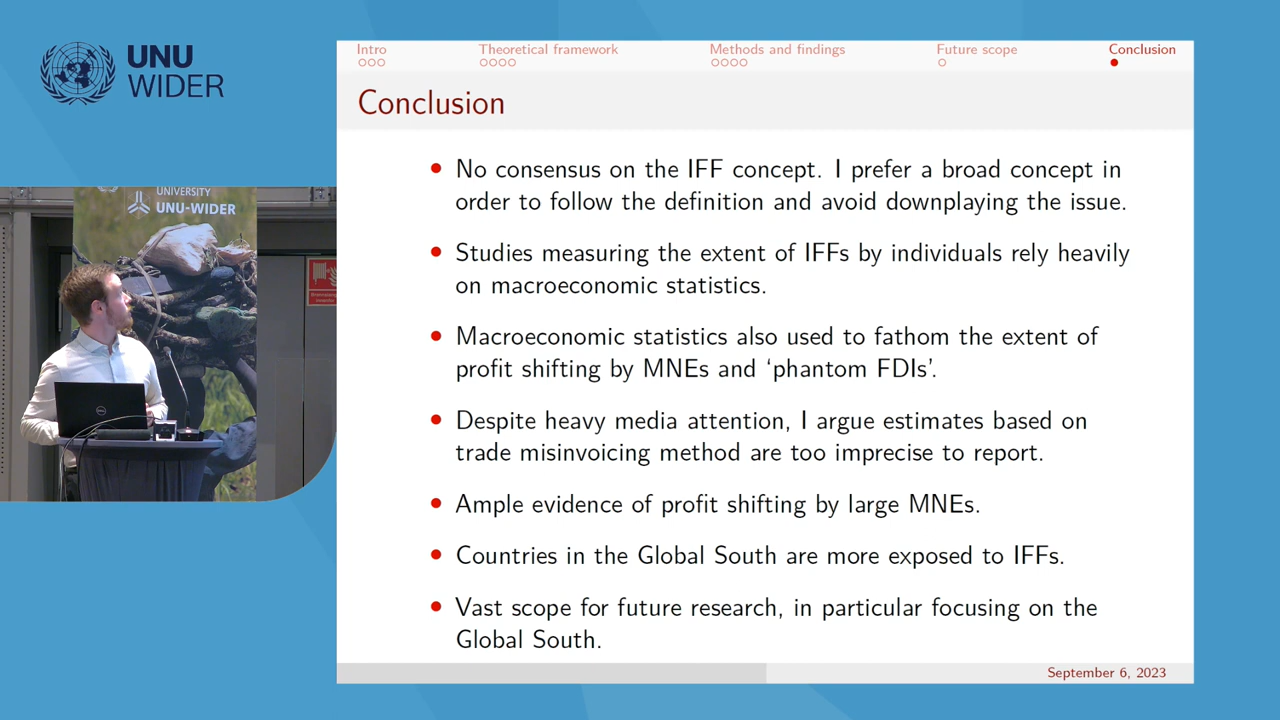 UNU
WIDER
UNIVERSITY
UNU-WIDER
DELL
Intro
Theoretical framework
Methods and findings
Future scope
Conclusion
Conclusion
• No consensus on the IFF concept. I prefer a broad concept in
order to follow the definition and avoid downplaying the issue.
• Studies measuring the extent of IFFs by individuals rely heavily
on macroeconomic statistics.
• Macroeconomic statistics also used to fathom the extent of
profit shifting by MNEs and ‘phantom FDIs’.
• Despite heavy media attention, I argue estimates based on
trade misinvoicing method are too imprecise to report.
• Ample evidence of profit shifting by large MNEs.
• Countries in the Global South are more exposed to IFFs.
• Vast scope for future research, in particular focusing on the
Global South.
September 6, 2023